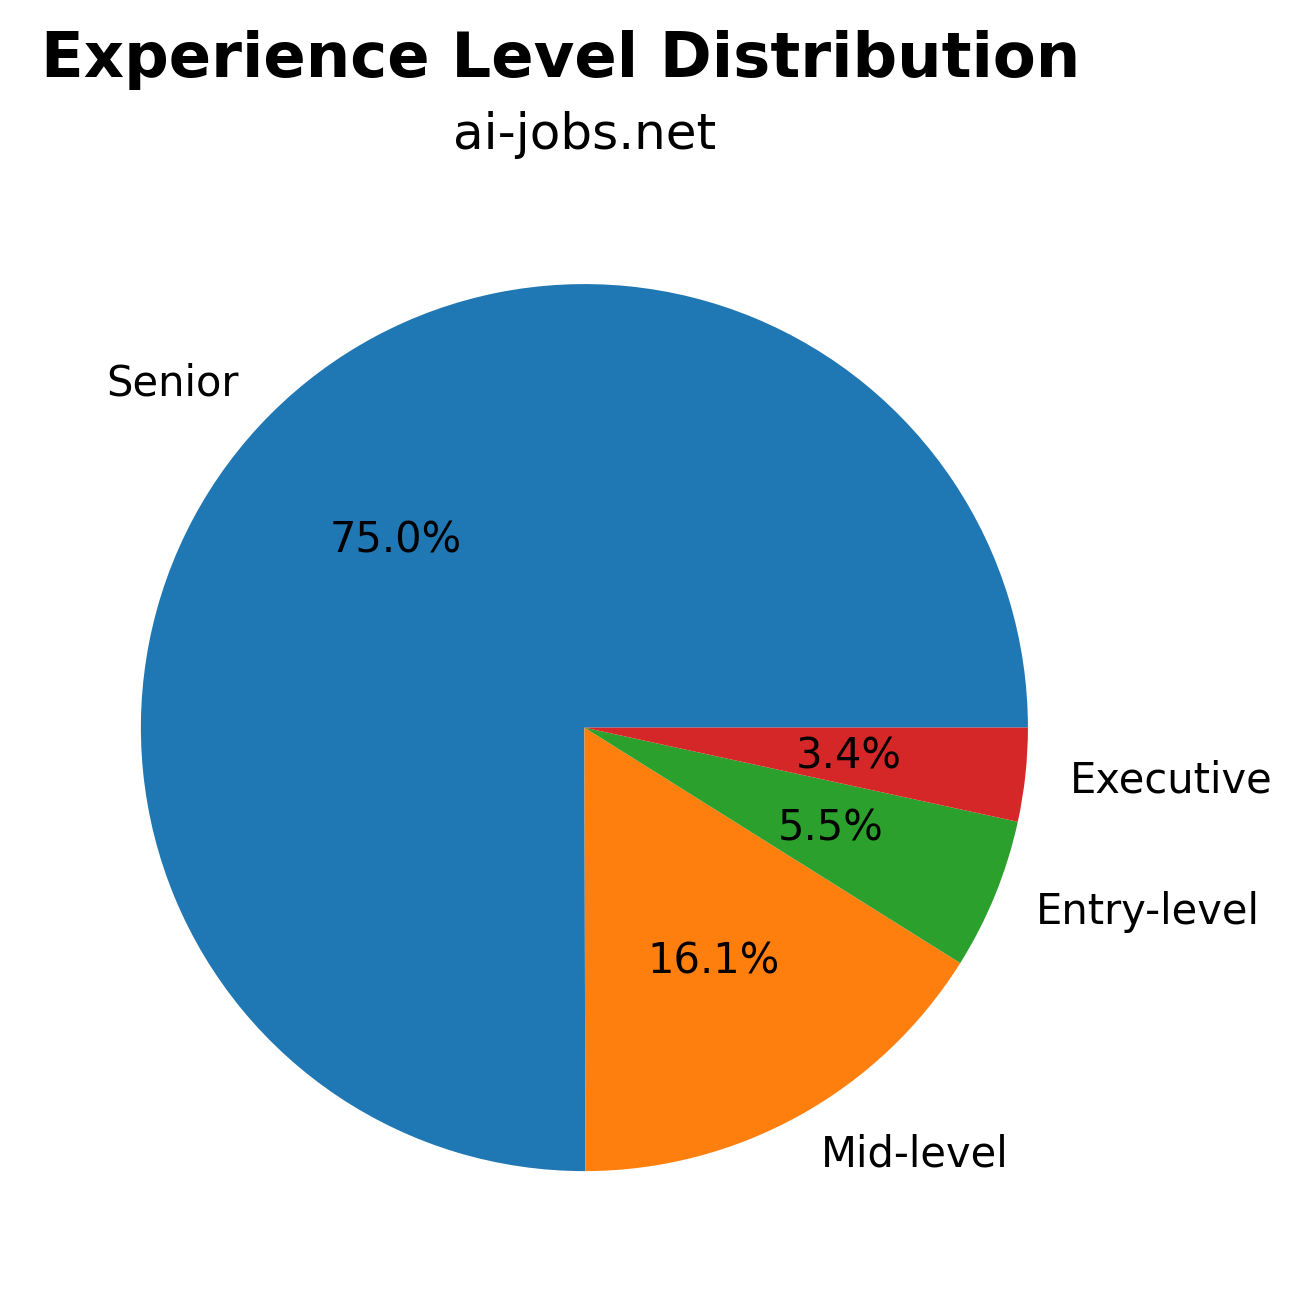 Experience Level Distribution
ai-jobs.net
Senior
75.0%
3.4%
Executive
5.5%
Entry-level
16.1%
Mid-level